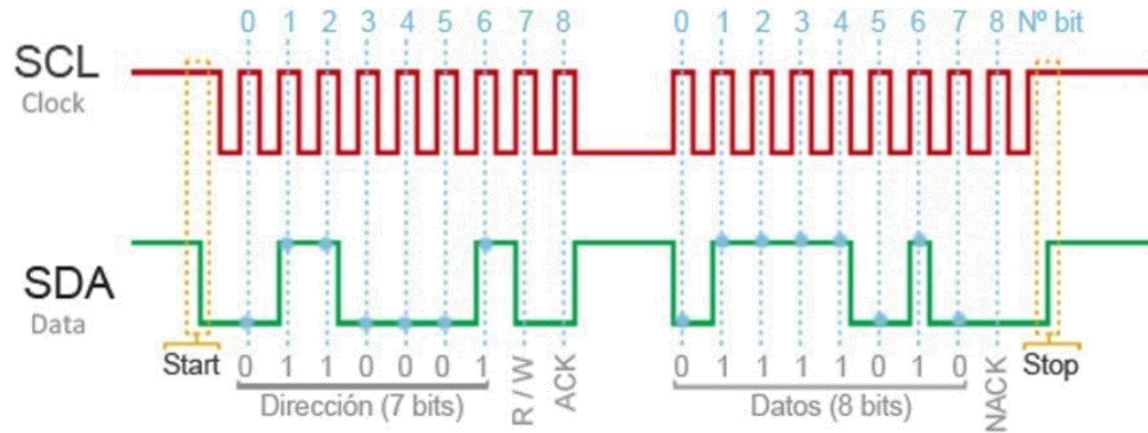 0 1 2 3 4 5 6 7 8 0 1 2 3 4 5 6 7 8 Nº bit
SCL
Clock
SDA
Data
Start 0 1 1 0 0 0 1 R / W ACK 0 1 1 1 1 0 1 0 NACK Stop
Dirección (7 bits) Datos (8 bits)